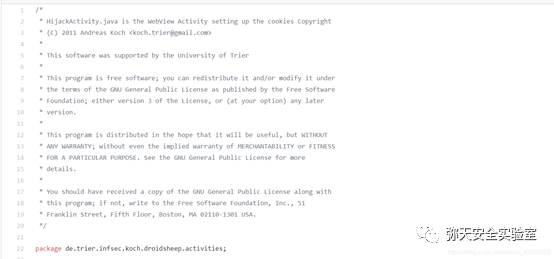 1 /*
2 * HijackActivity.java is the WebView Activity setting up the cookies Copyright
3 * (C) 2011 Andreas Koch <koch.trier@gmail.com>
4 *
5 * This software was supported by the University of Trier
6 *
7 * This program is free software; you can redistribute it and/or modify it under
8 * the terms of the GNU General Public License as published by the Free Software
9 * Foundation; either version 3 of the License, or (at your option) any later
10 * version.
11 *
12 * This program is distributed in the hope that it will be useful, but WITHOUT
13 * ANY WARRANTY; without even the implied warranty of MERCHANTABILITY or FITNESS
14 * FOR A PARTICULAR PURPOSE. See the GNU General Public License for more
15 * details.
16 *
17 * You should have received a copy of the GNU General Public License along with
18 * this program; if not, write to the Free Software Foundation, Inc., 51
19 * Franklin Street, Fifth Floor, Boston, MA 02110-1301 USA.
20 */
21
22 package de.trier.infsec.koch.droidsheep.activities;
弥天安全实验室